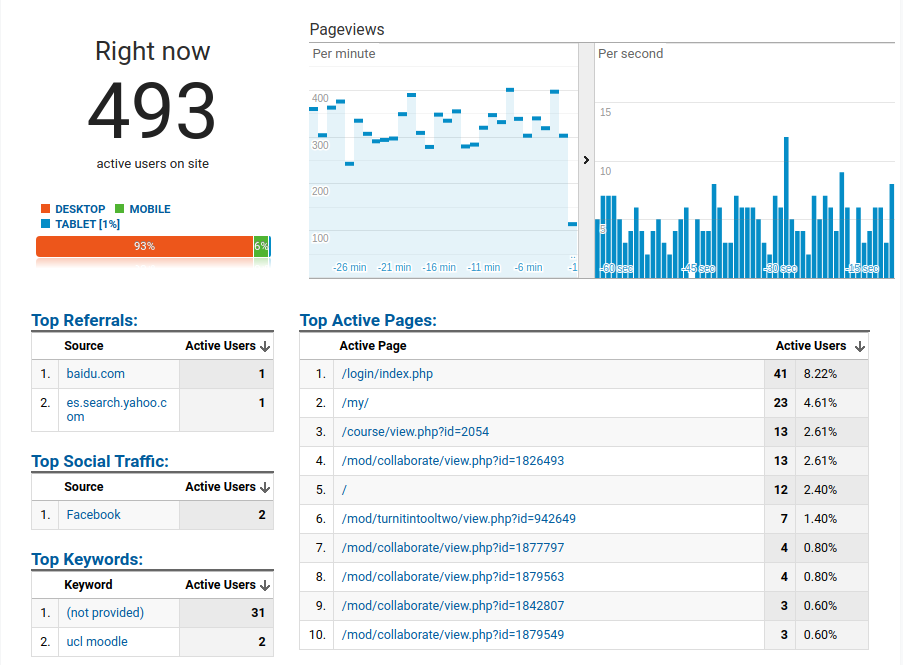 Right now
493
active users on site
DESKTOP MOBILE
TABLET [1%]
93% 6%
Pageviews
Per minute
400
300
200
100
-26 min -21 min -16 min -11 min -6 min -1
Per second
15
10
5
-60 sec -45 sec -30 sec -15 sec
Top Referrals:
Source Active Users
1. baidu.com 1
2. es.search.yahoo.c 1
om
Top Social Traffic:
Source Active Users
1. Facebook 2
Top Keywords:
Keyword Active Users
1. (not provided) 31
2. ucl moodle 2
Top Active Pages:
Active Page Active Users
1. /login/index.php 41 8.22%
2. /my/ 23 4.61%
3. /course/view.php?id=2054 13 2.61%
4. /mod/collaborate/view.php?id=1826493 13 2.61%
5. / 12 2.40%
6. /mod/turnitintooltwo/view.php?id=942649 7 1.40%
7. /mod/collaborate/view.php?id=1877797 4 0.80%
8. /mod/collaborate/view.php?id=1879563 4 0.80%
9. /mod/collaborate/view.php?id=1842807 3 0.60%
10. /mod/collaborate/view.php?id=1879549 3 0.60%